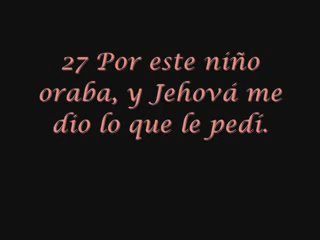 27 Por este niño
oraba, y Jehová me
dio lo que le pedí.